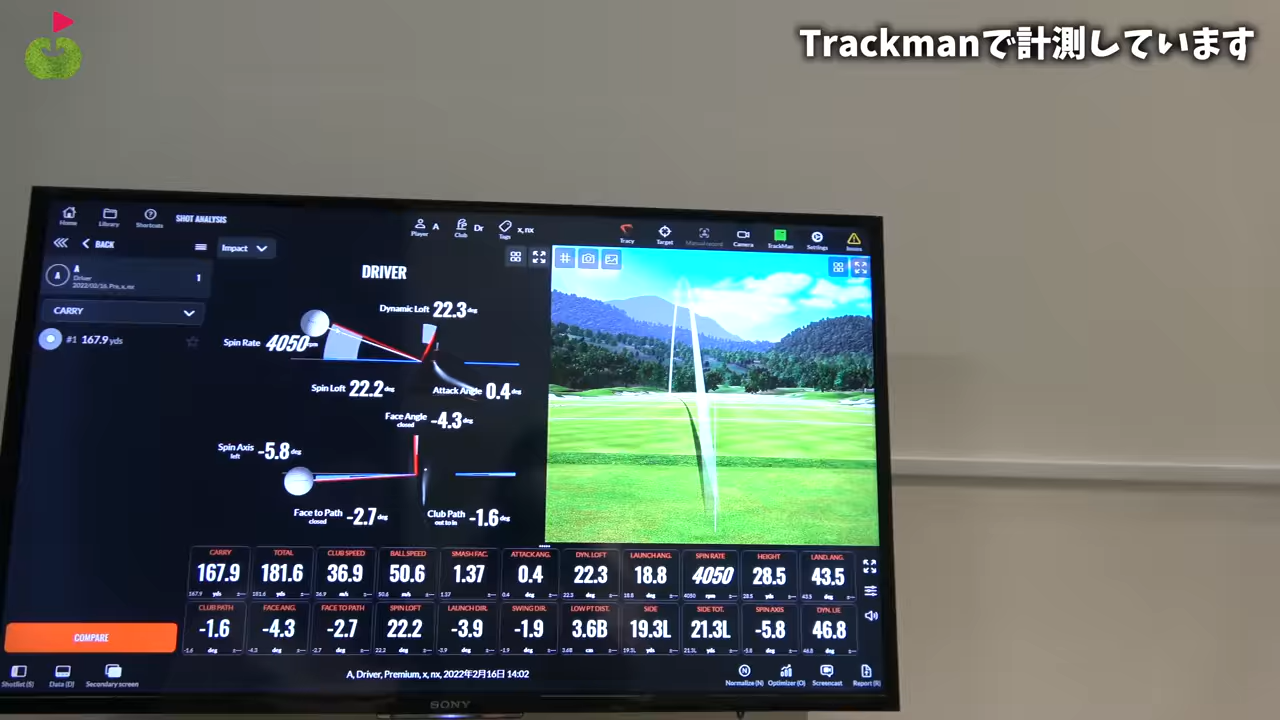 Trackmanで計測しています
Home
Library
Shortcuts
SHOT ANALYSIS
Player A
Club Dr
Tags x, nx
Tracy
Target
Manual record
Camera
TrackMan
Settings
Issues
BACK
Impact
A
A
Driver
2022/02/16, Pre, x, nx
1
CARRY
#1 167.9 yds
DRIVER
Dynamic Loft 22.3 deg
Spin Rate 4050 rpm
Spin Loft 22.2 deg
Attack Angle 0.4 deg
Face Angle -4.3 deg
closed
Spin Axis -5.8 deg
left
Face to Path -2.7 deg
closed
Club Path -1.6 deg
out to in
CARRY TOTAL CLUB SPEED BALL SPEED SMASH FAC. ATTACK ANG. DYN. LOFT LAUNCH ANG. SPIN RATE HEIGHT LAND. ANG.
167.9 181.6 36.9 50.6 1.37 0.4 22.3 18.8 4050 28.5 43.5
CLUB PATH FACE ANG. FACE TO PATH SPIN LOFT LAUNCH DIR. SWING DIR. LOW PT DIST. SIDE SIDE TOT. SPIN AXIS DYN. LIE
-1.6 -4.3 -2.7 22.2 -3.9 -1.9 3.6B 19.3L 21.3L -5.8 46.8
COMPARE
Shotlist (S)
Data (D)
Secondary screen
A, Driver, Premium, x, nx, 2022年2月16日 14:02
Normalize (N)
Optimizer (O)
Screencast
Report (R)
SONY